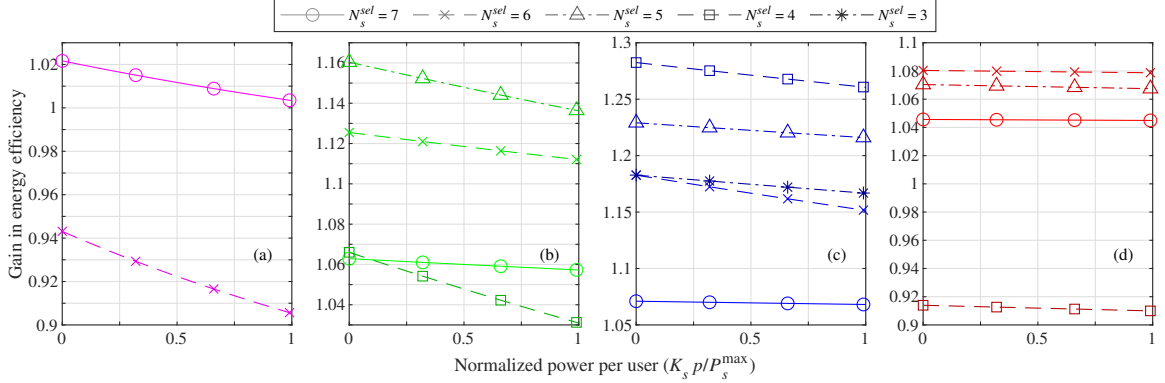 N_s^{sel} = 7 N_s^{sel} = 6 N_s^{sel} = 5 N_s^{sel} = 4 N_s^{sel} = 3
Gain in energy efficiency
1.02
1
0.98
0.96
0.94
0.92
0.9
0 0.5 1
(a)
1.16
1.14
1.12
1.1
1.08
1.06
1.04
0 0.5 1
(b)
1.3
1.25
1.2
1.15
1.1
1.05
0 0.5 1
(c)
1.1
1.08
1.06
1.04
1.02
1
0.98
0.96
0.94
0.92
0.9
0 0.5 1
(d)
Normalized power per user (K_s p/P_s^{max})